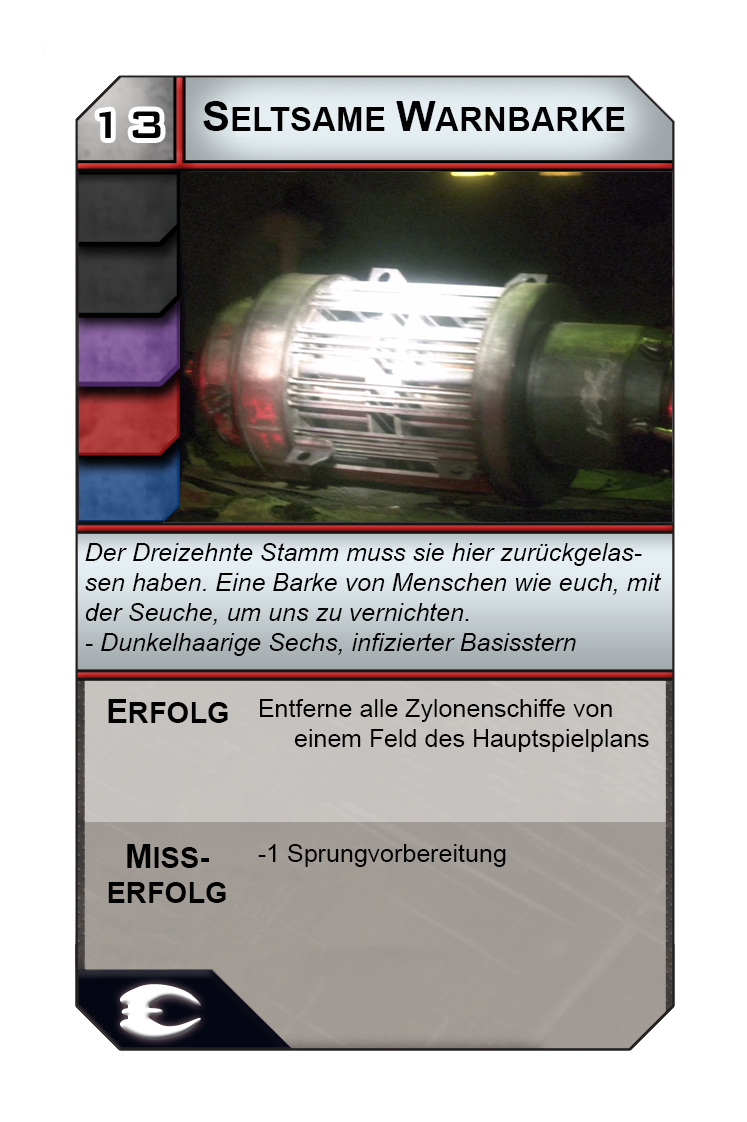 13
SELTSAME WARNBARKE
Der Dreizehnte Stamm muss sie hier zurückgelas-
sen haben. Eine Barke von Menschen wie euch, mit
der Seuche, um uns zu vernichten.
- Dunkelhaarige Sechs, infizierter Basisstern
ERFOLG
Entferne alle Zylonenschiffe von
einem Feld des Hauptspielplans
MISS-
ERFOLG
-1 Sprungvorbereitung